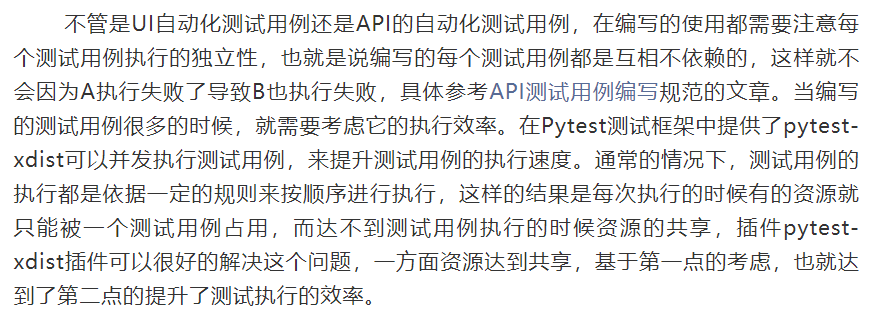 不管是UI自动化测试用例还是API的自动化测试用例，在编写的使用都需要注意每
个测试用例执行的独立性，也就是说编写的每个测试用例都是互相不依赖的，这样就不
会因为A执行失败了导致B也执行失败，具体参考API测试用例编写规范的文章。当编写
的测试用例很多的时候，就需要考虑它的执行效率。在Pytest测试框架中提供了pytest-
xdist可以并发执行测试用例，来提升测试用例的执行速度。通常的情况下，测试用例的
执行都是依据一定的规则来按顺序进行执行，这样的结果是每次执行的时候有的资源就
只能被一个测试用例占用，而达不到测试用例执行的时候资源的共享，插件pytest-
xdist插件可以很好的解决这个问题，一方面资源达到共享，基于第一点的考虑，也就达
到了第二点的提升了测试执行的效率。